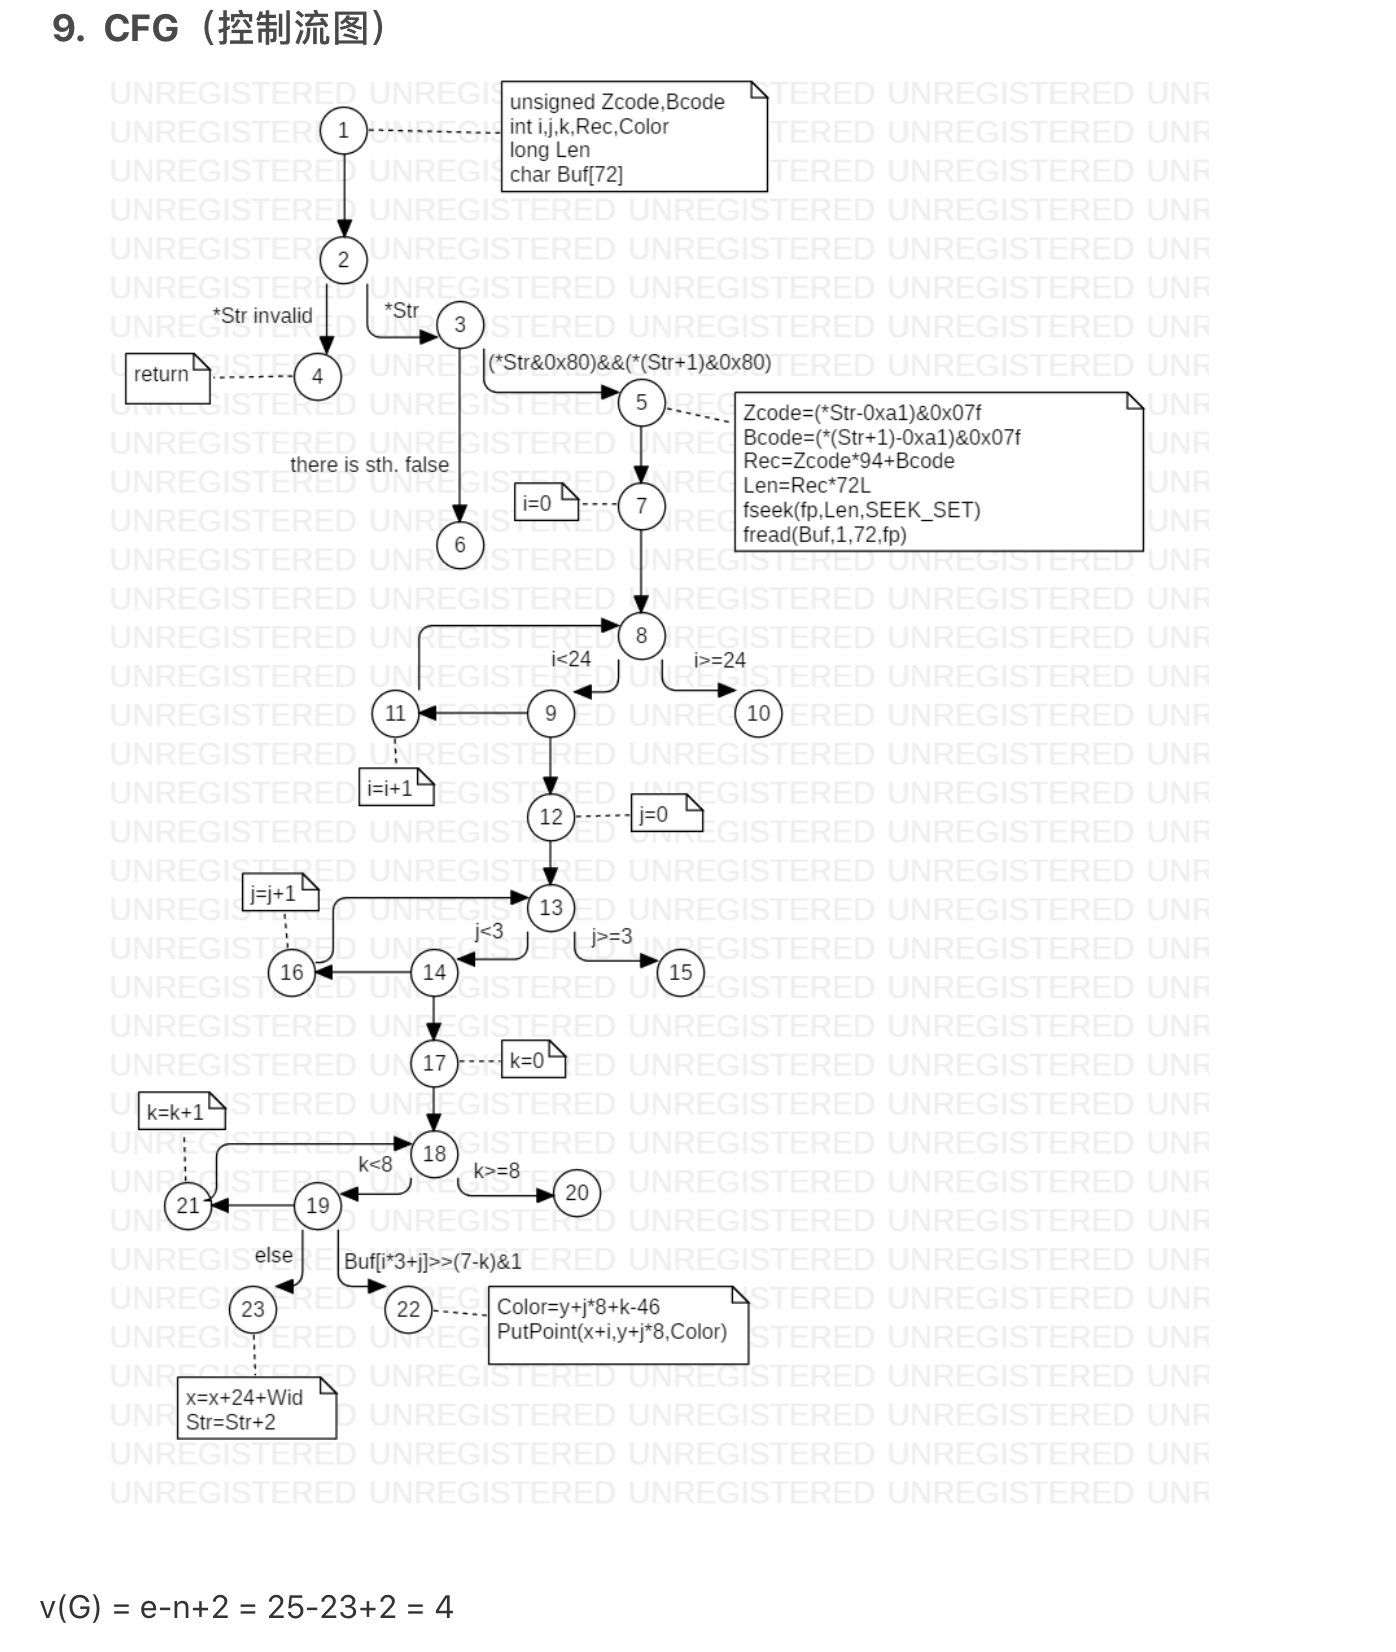 9. CFG（控制流图）
1
unsigned Zcode,Bcode
int i,j,k,Rec,Color
long Len
char Buf[72]
2
*Str invalid
*Str
3
return
4
(*Str&0x80)&&(*(Str+1)&0x80)
5
Zcode=(*Str-0xa1)&0x07f
Bcode=(*(Str+1)-0xa1)&0x07f
Rec=Zcode*94+Bcode
Len=Rec*72L
fseek(fp,Len,SEEK_SET)
fread(Buf,1,72,fp)
there is sth. false
i=0
7
6
8
i<24
i>=24
11
9
10
i=i+1
12
j=0
j=j+1
13
j<3
j>=3
16
14
15
17
k=0
k=k+1
18
k<8
k>=8
21
19
20
else
Buf[i*3+j]>>(7-k)&1
23
22
Color=y+j*8+k-46
PutPoint(x+i,y+j*8,Color)
x=x+24+Wid
Str=Str+2
v(G) = e-n+2 = 25-23+2 = 4